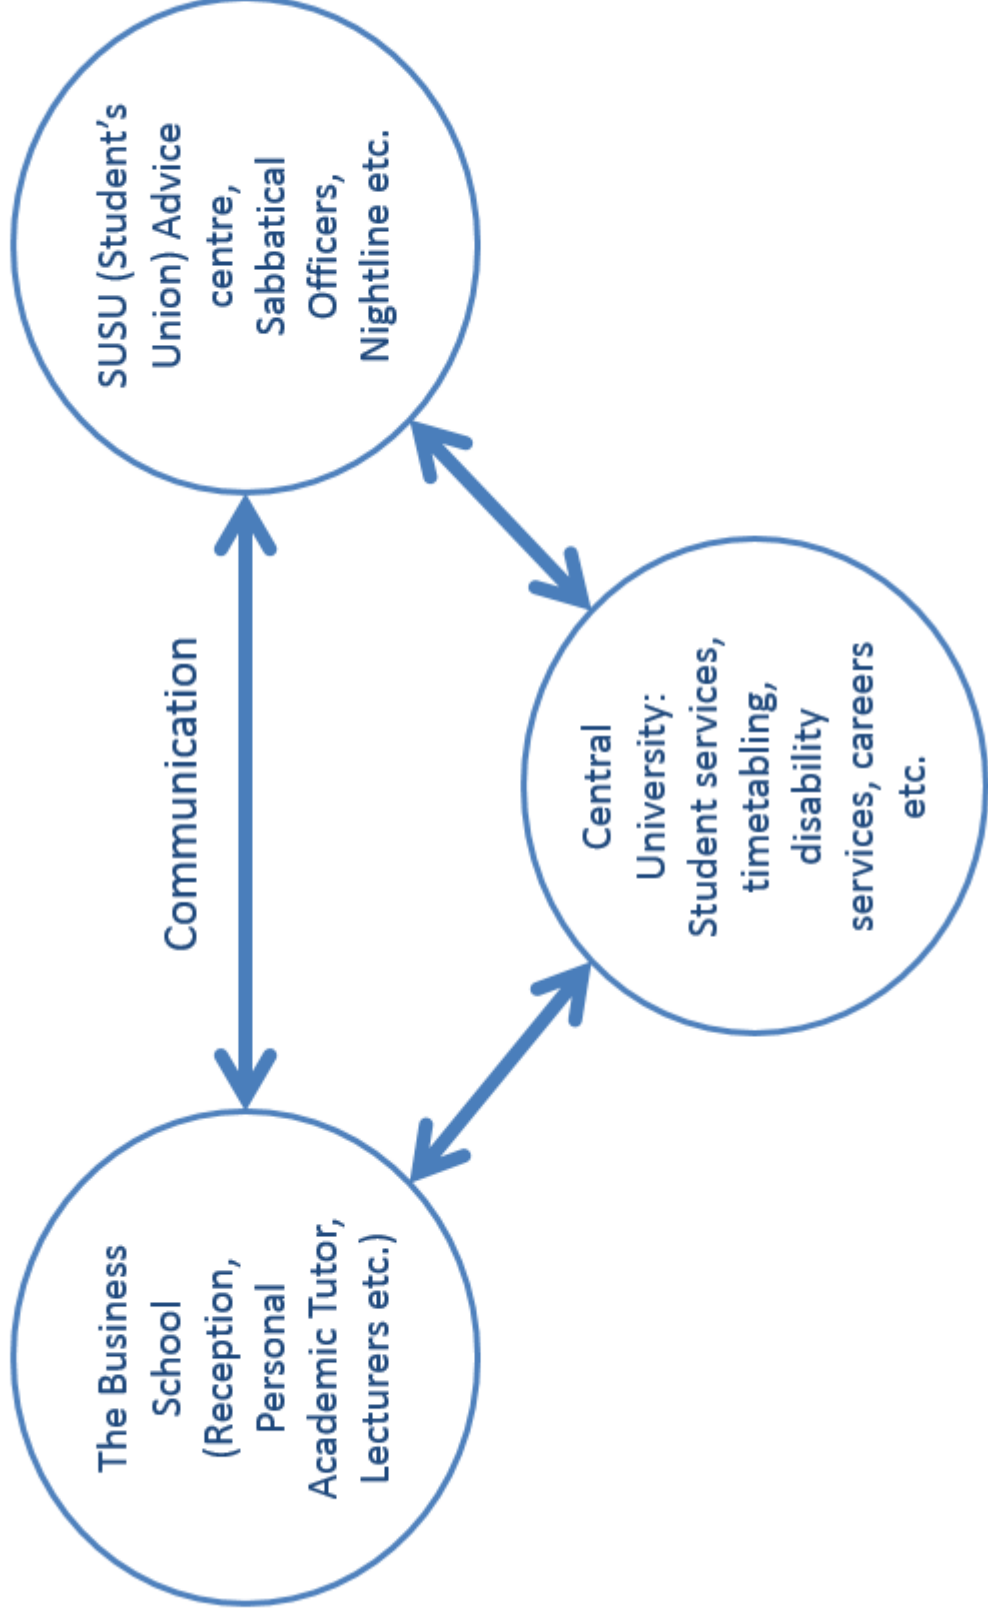 The Business
School
(Reception,
Personal
Academic Tutor,
Lecturers etc.)
Communication
SUSU (Student's
Union) Advice
centre,
Sabbatical
Officers,
Nightline etc.
Central
University:
Student services,
timetabling,
disability
services, careers
etc.